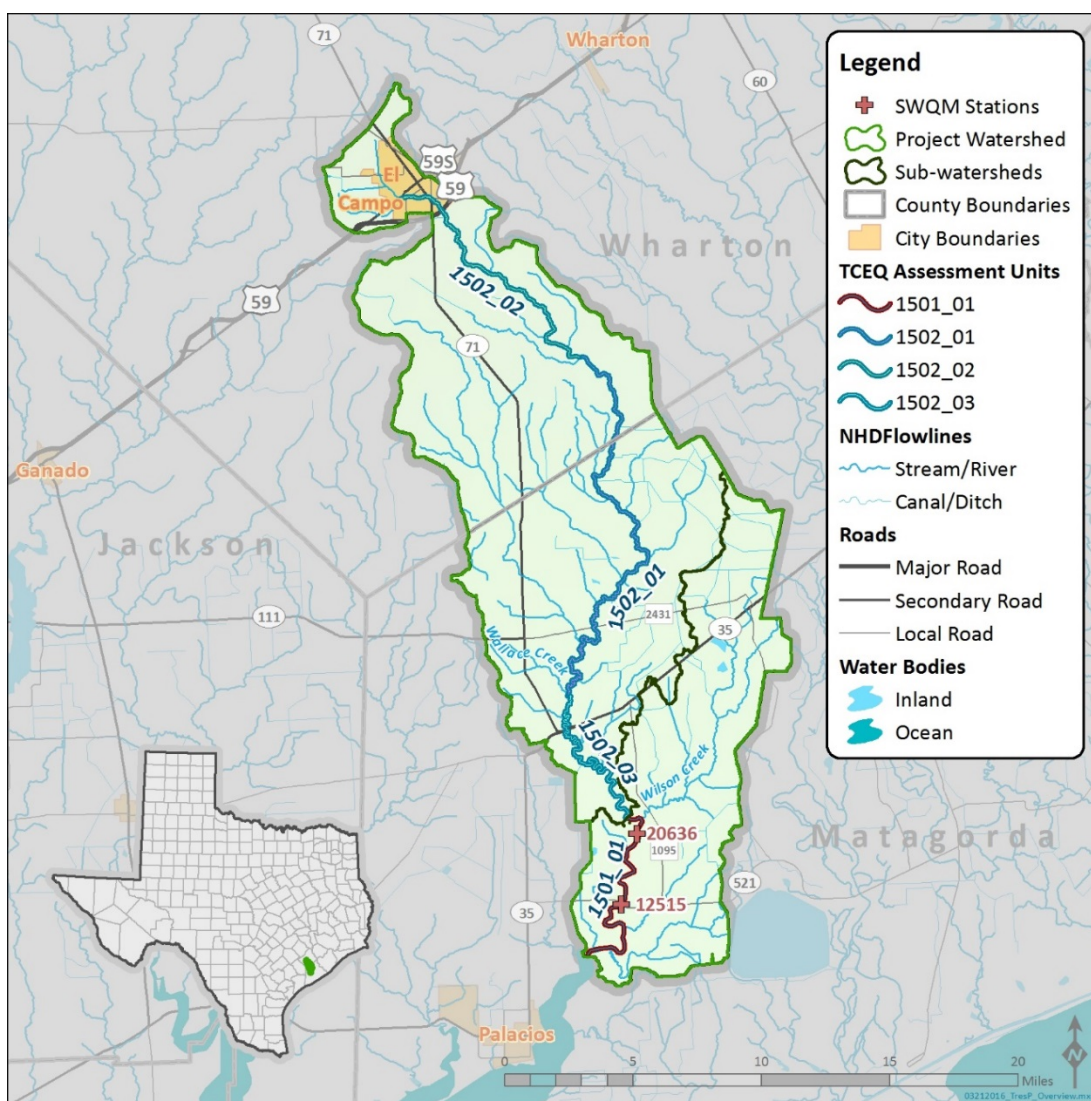 71
Wharton
60
59S
El
Campo
59
Wharton
59
1502_02
71
Ganado
Jackson
1502_01
2431
111
35
Wallace Creek
1502_03
Wilson Creek
20636
1095
Matagorda
1501_01
12515
521
35
Palacios
0 5 10 15 20
Miles
N
03212016_TresP_Overview.mx
Legend
SWQM Stations
Project Watershed
Sub-watersheds
County Boundaries
City Boundaries
TCEQ Assessment Units
1501_01
1502_01
1502_02
1502_03
NHDFlowlines
Stream/River
Canal/Ditch
Roads
Major Road
Secondary Road
Local Road
Water Bodies
Inland
Ocean